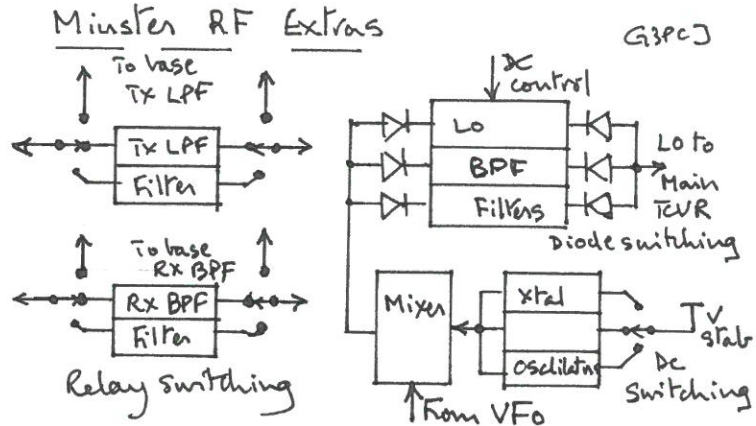 Minster RF Extras
G3PCJ
To base
Tx LPF
Tx LPF
Filter
To base
Rx BPF
Rx BPF
Filter
Relay Switching
DC
control
LO
BPF
Filters
LO to
Main
TCVR
Diode switching
Mixer
From VFO
Xtal
Oscilators
V
stab
DC
Switching